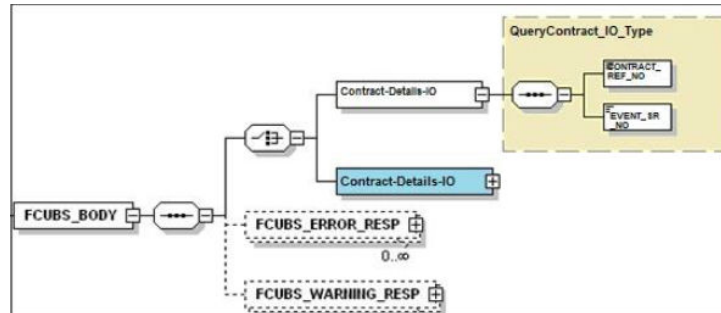 QueryContract_IO_Type
CONTRACT_
REF_NO
Contract-Details-IO
EVENT_SR
_NO
Contract-Details-IO
FCUBS_BODY
FCUBS_ERROR_RESP
0..∞
FCUBS_WARNING_RESP